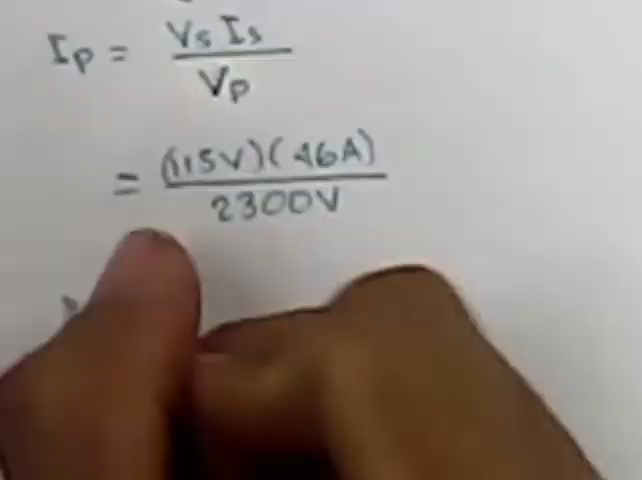 Ip = Vs Is
Vp
= (115V)(46A)
2300V